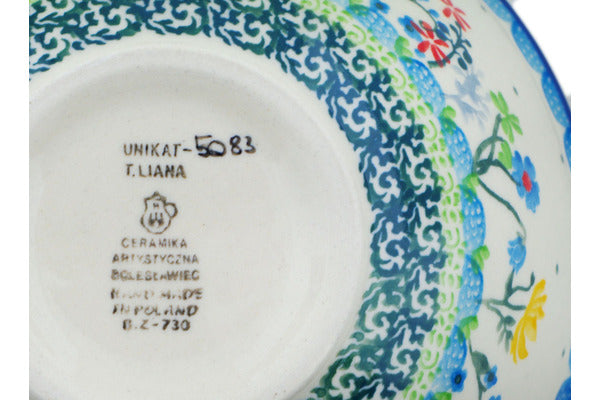 UNIKAT-5083
T.LIANA
CERAMIKA
ARTYSTYCZNA
BOLESŁAWIEC
HAND MADE
IN POLAND
B.Z-730